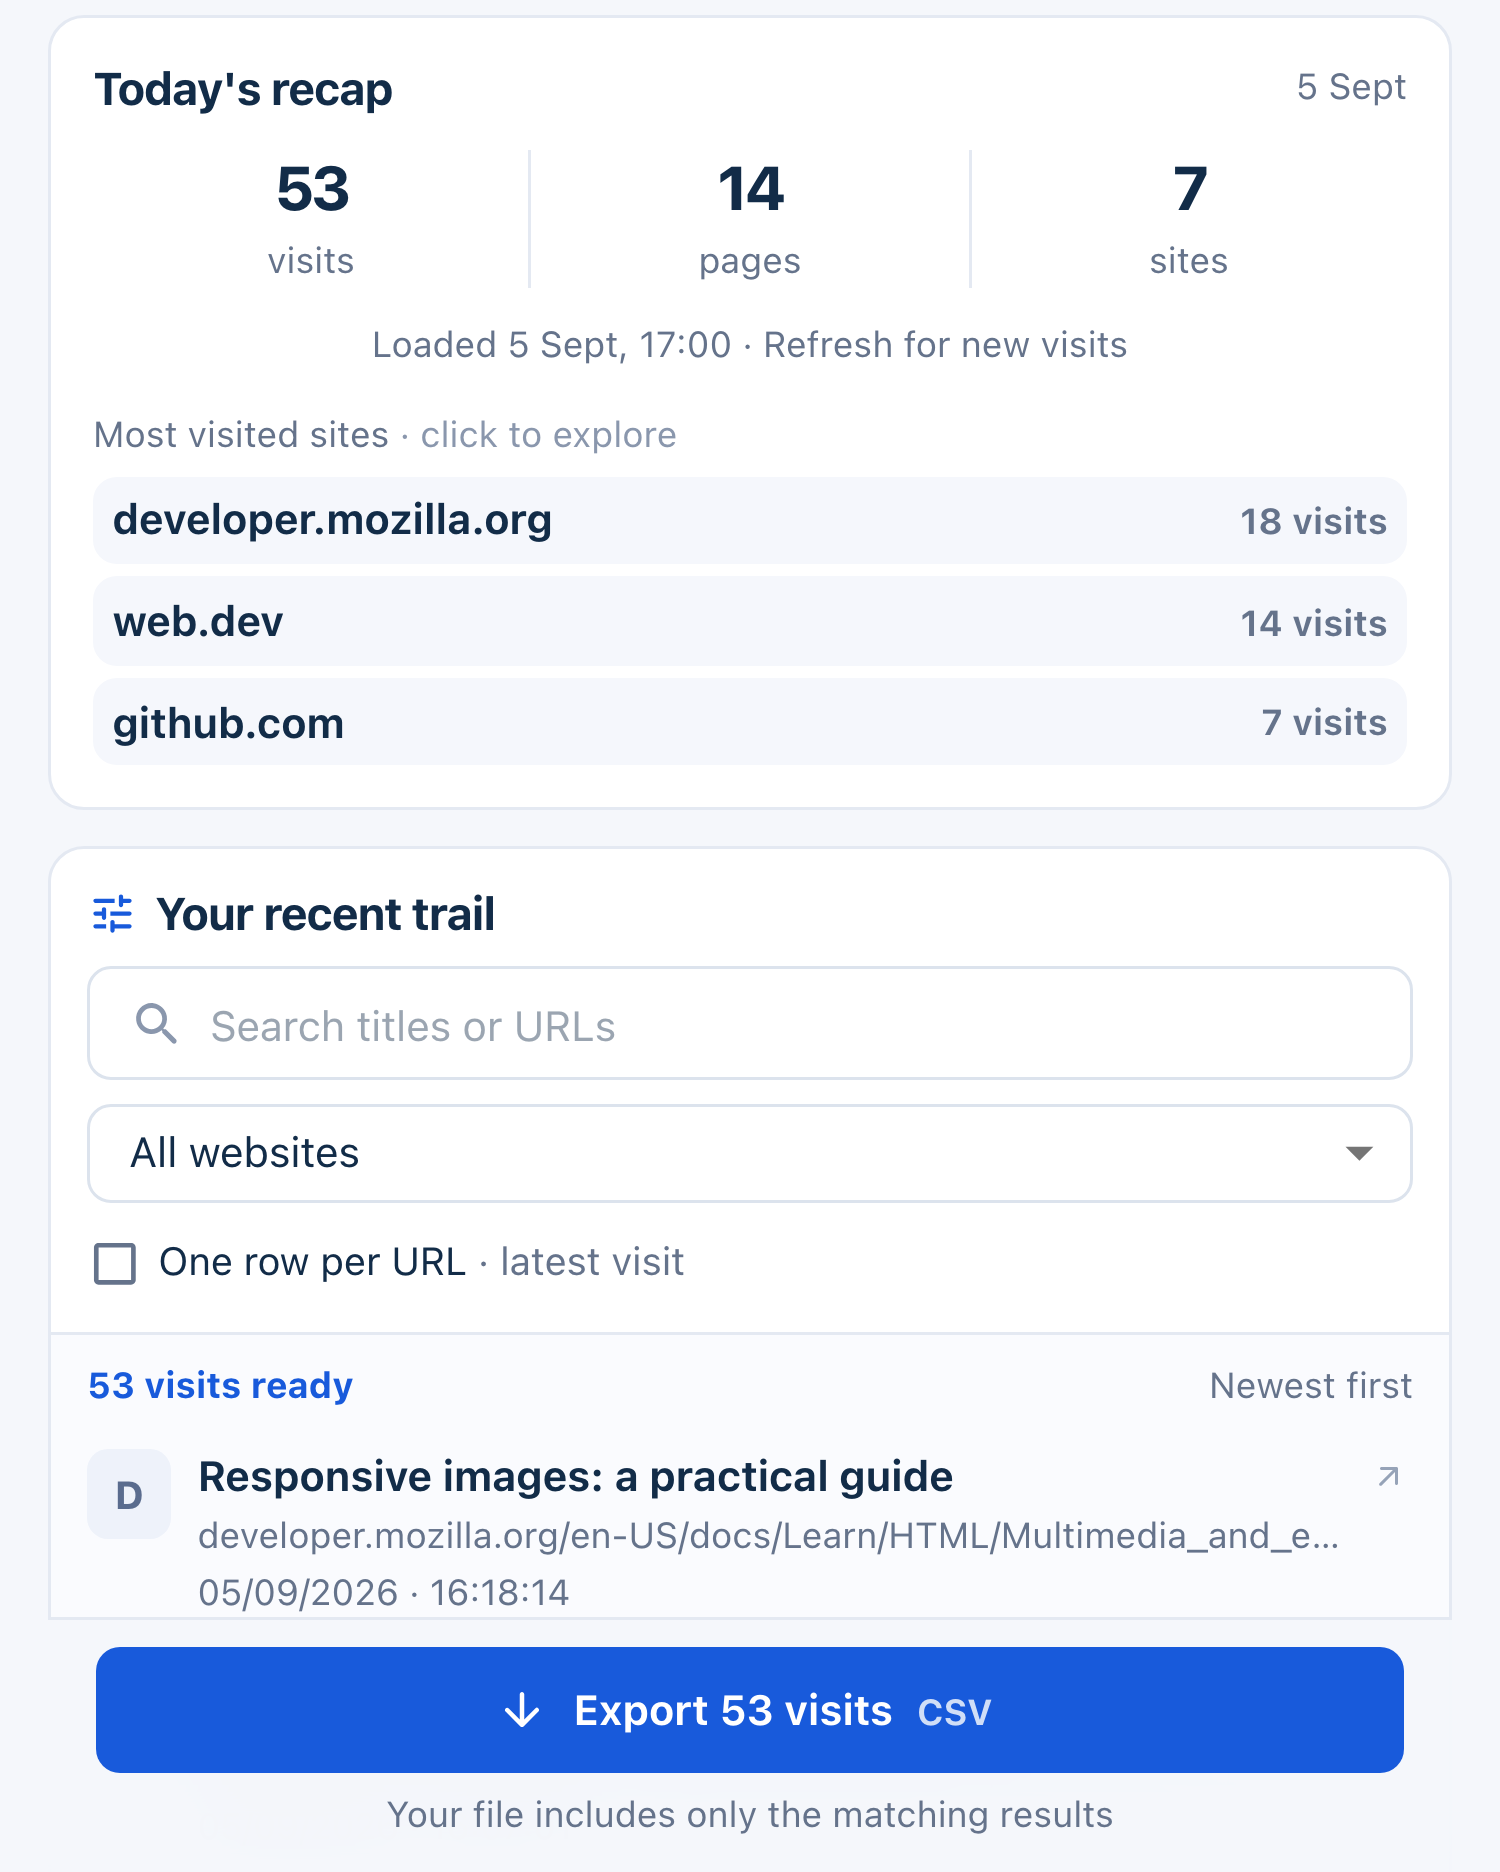 Today's recap
5 Sept
53
visits
14
pages
7
sites
Loaded 5 Sept, 17:00 · Refresh for new visits
Most visited sites · click to explore
developer.mozilla.org
18 visits
web.dev
14 visits
github.com
7 visits
Your recent trail
Search titles or URLs
All websites
One row per URL · latest visit
53 visits ready
Newest first
D
Responsive images: a practical guide
developer.mozilla.org/en-US/docs/Learn/HTML/Multimedia_and_e...
05/09/2026 · 16:18:14
Export 53 visits CSV
Your file includes only the matching results